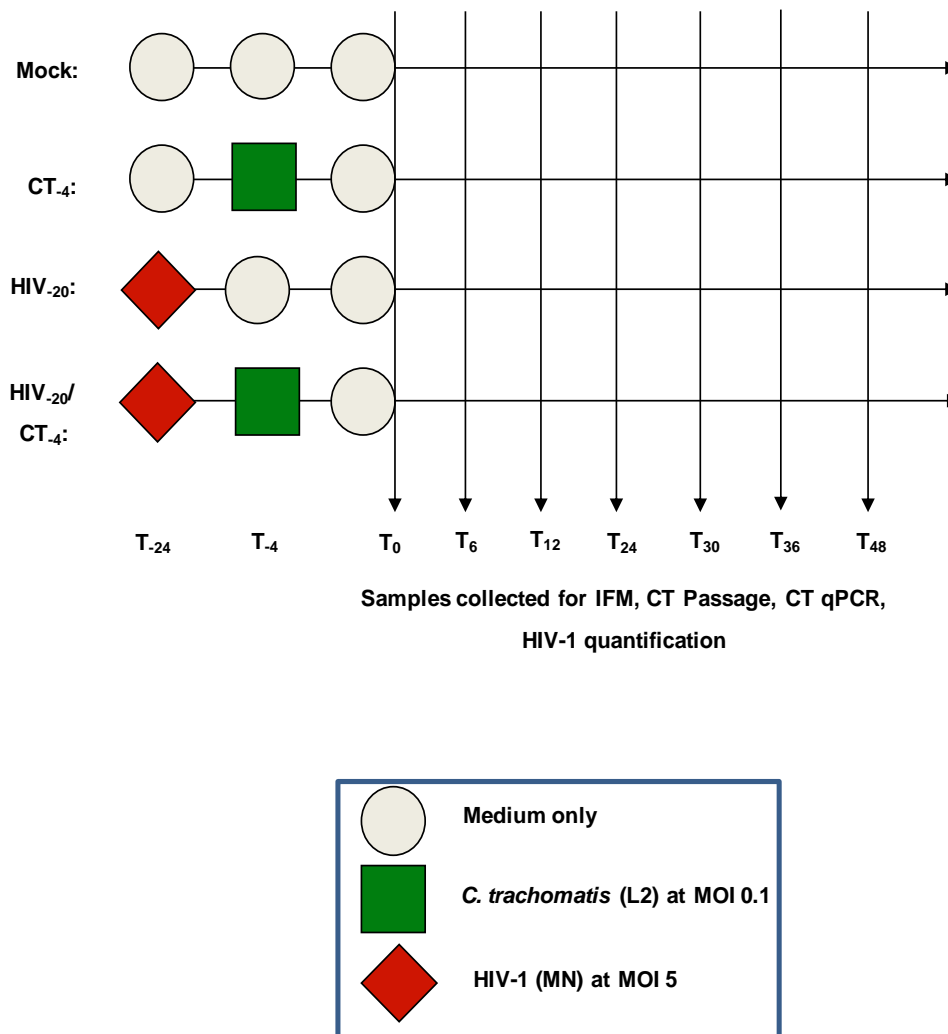 Mock:
CT-4:
HIV-20:
HIV-20/
CT-4:
T-24 T-4 T0 T6 T12 T24 T30 T36 T48
Samples collected for IFM, CT Passage, CT qPCR,
HIV-1 quantification
Medium only
C. trachomatis (L2) at MOI 0.1
HIV-1 (MN) at MOI 5